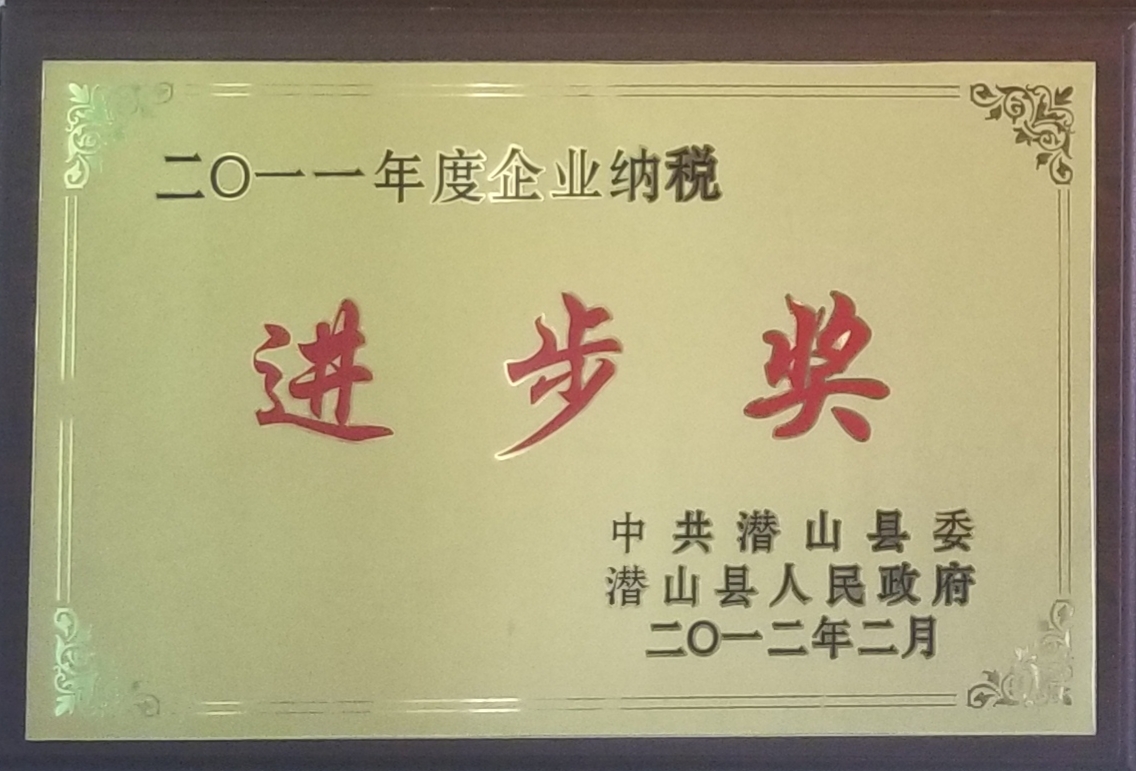 二〇一一年度企业纳税
进步奖
中共潜山县委
潜山县人民政府
二〇一二年二月